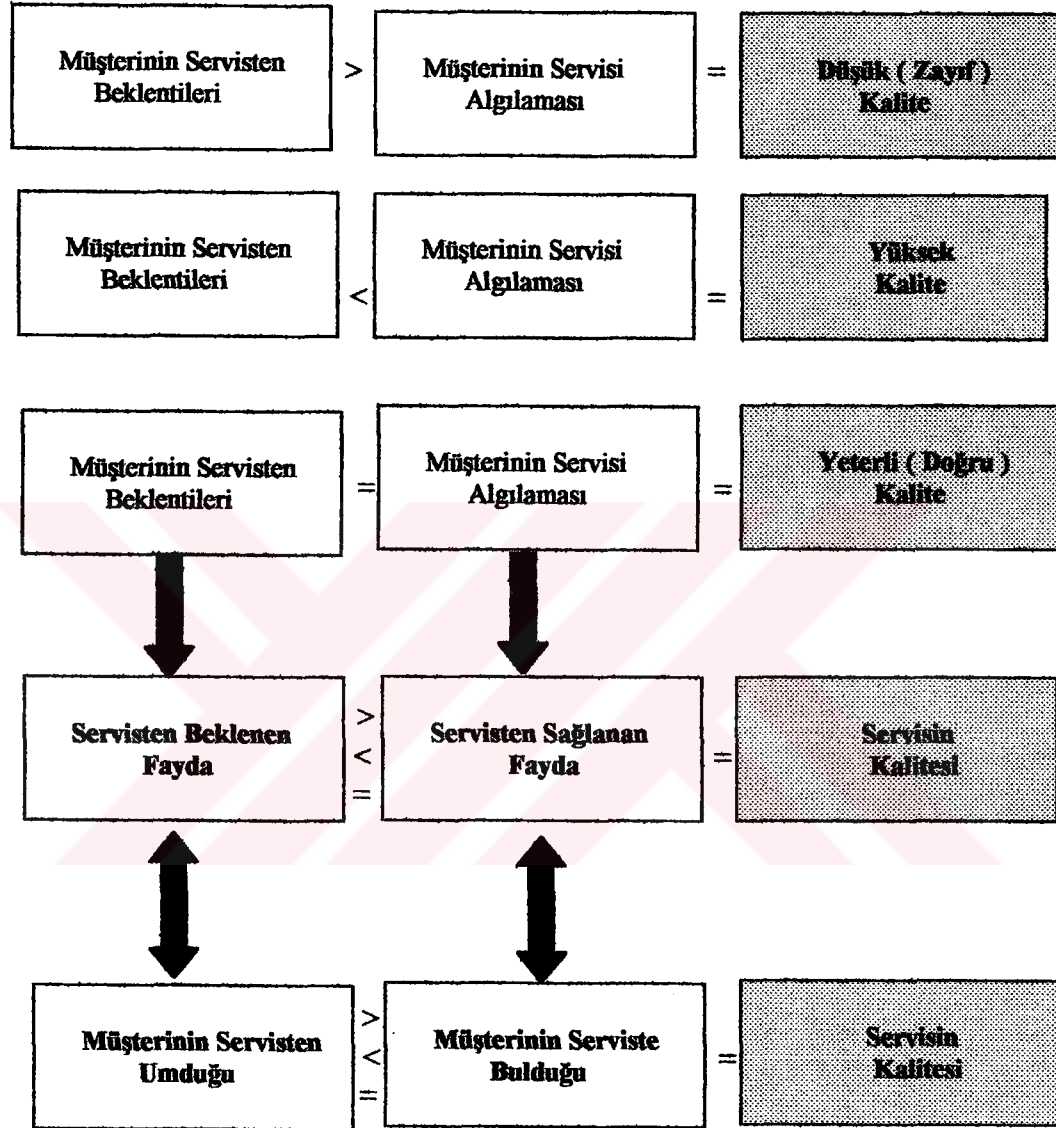 Müşterinin Servisten > Müşterinin Servisi = Düşük ( Zayıf )
Beklentileri Algılaması Kalite
Müşterinin Servisten < Müşterinin Servisi = Yüksek
Beklentileri Algılaması Kalite
Müşterinin Servisten = Müşterinin Servisi = Yeterli ( Doğru )
Beklentileri Algılaması Kalite
Servisten Beklenen > Servisten Sağlanan = Servisin
Fayda < Fayda Kalitesi
=
Müşterinin Servisten > Müşterinin Serviste = Servisin
Umduğu < Bulduğu Kalitesi
=